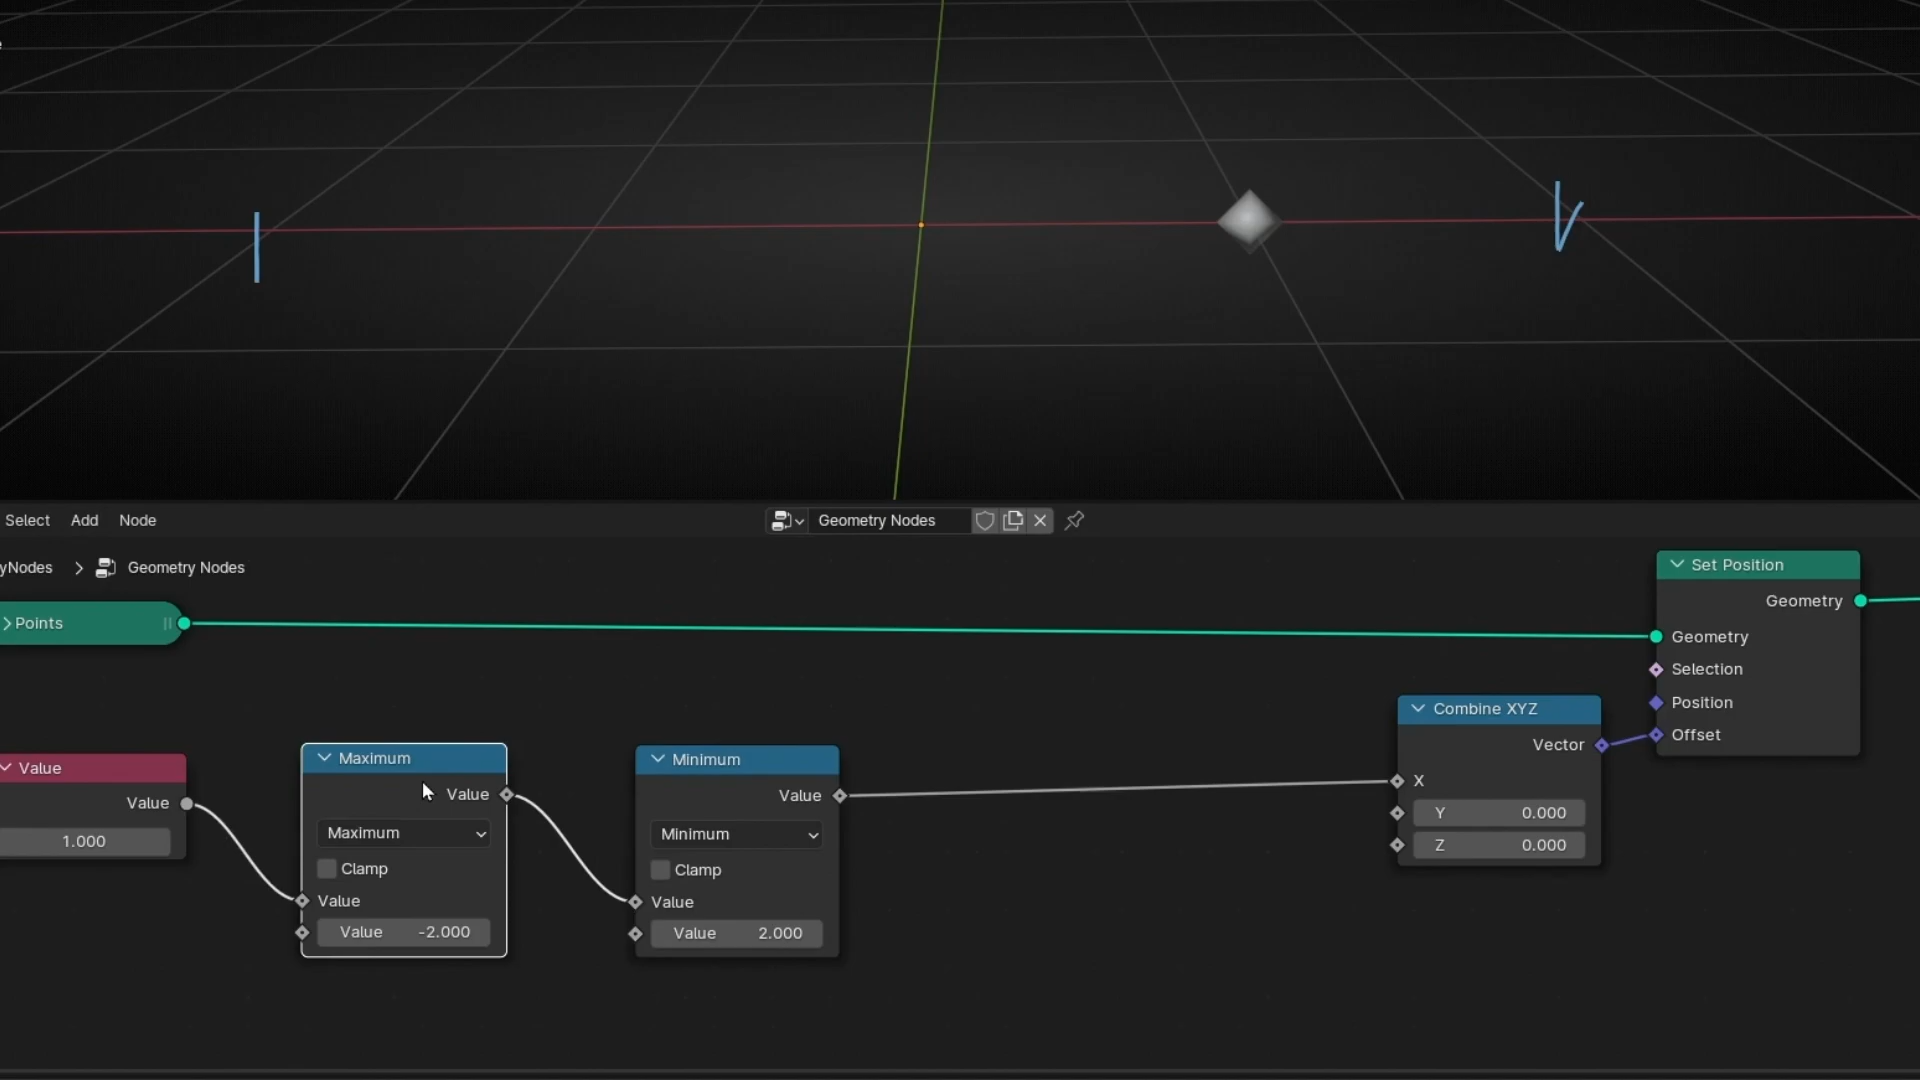 Select Add Node
Geometry Nodes
yNodes > Geometry Nodes
Set Position
Geometry
Points
Geometry
Selection
Position
Offset
Combine XYZ
Vector
X
Y 0.000
Z 0.000
Value
Value
1.000
Maximum
Value
Maximum
Clamp
Value
Value -2.000
Minimum
Value
Minimum
Clamp
Value
Value 2.000